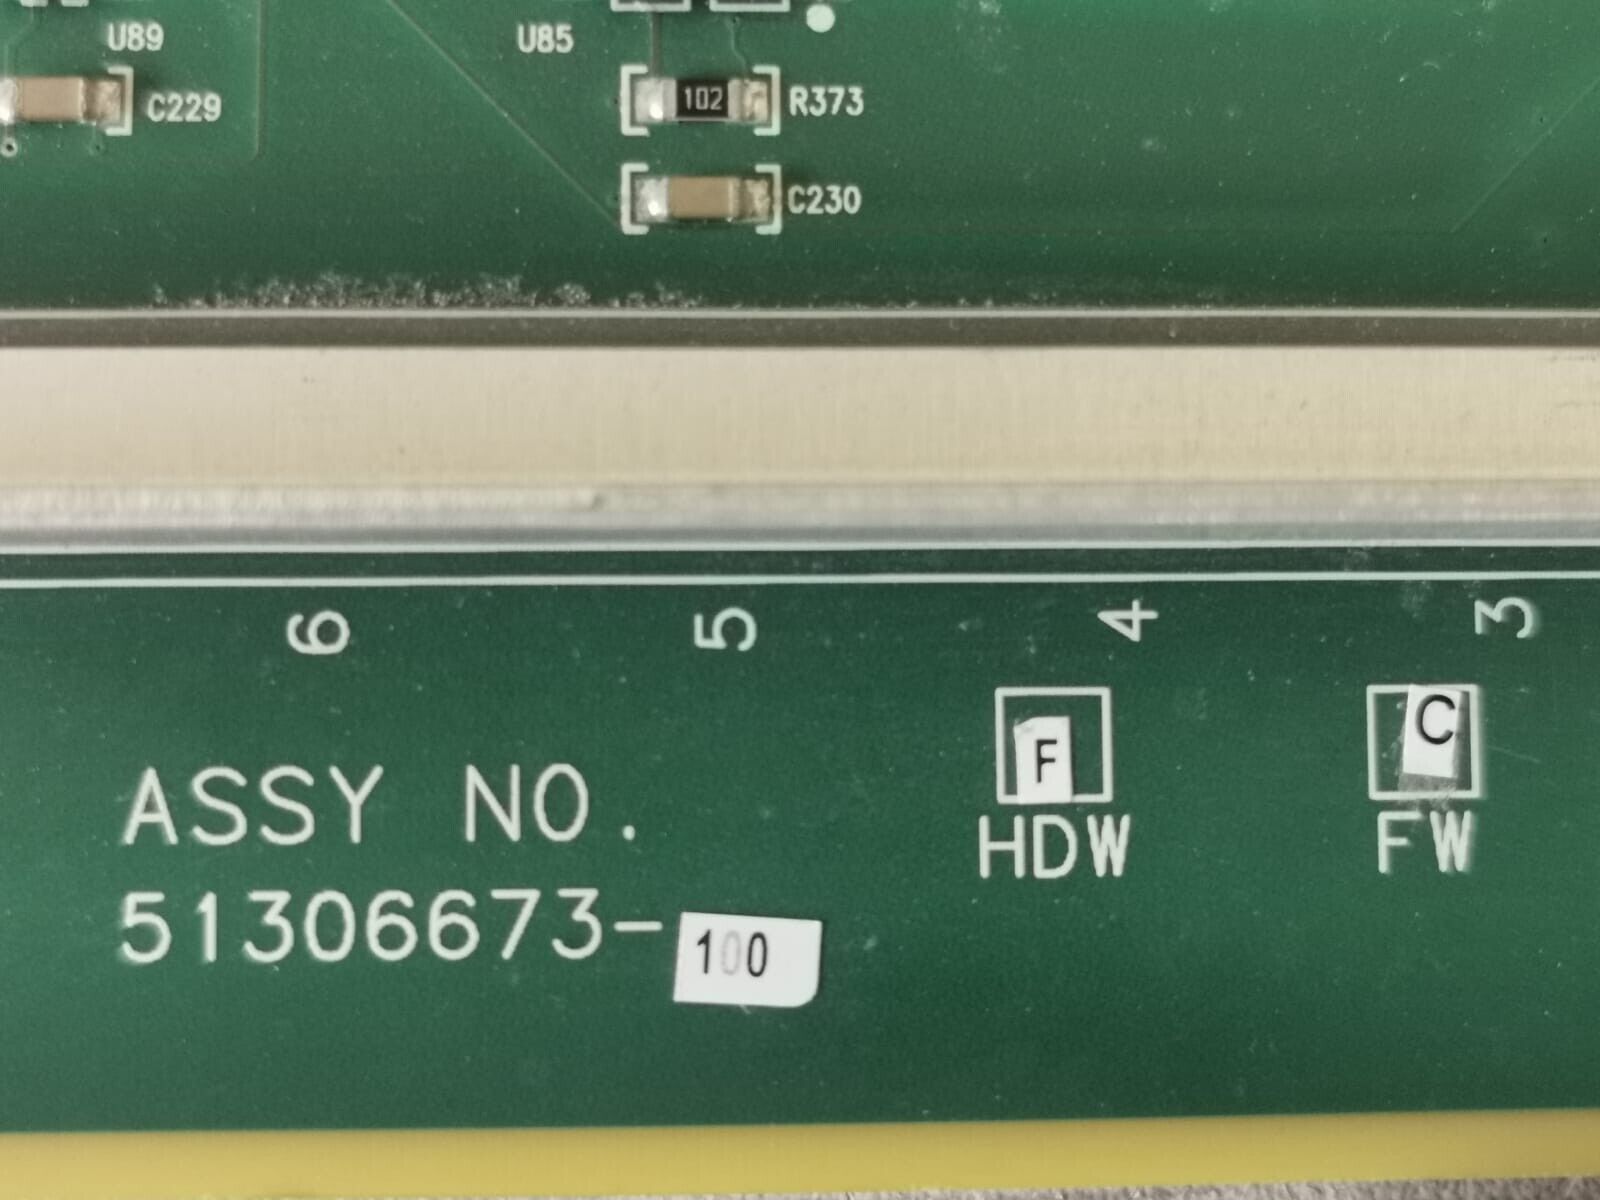 U89
U85
C229
102
R373
C230
6
5
4
3
F
C
ASSY NO.
HDW
FW
51306673-100